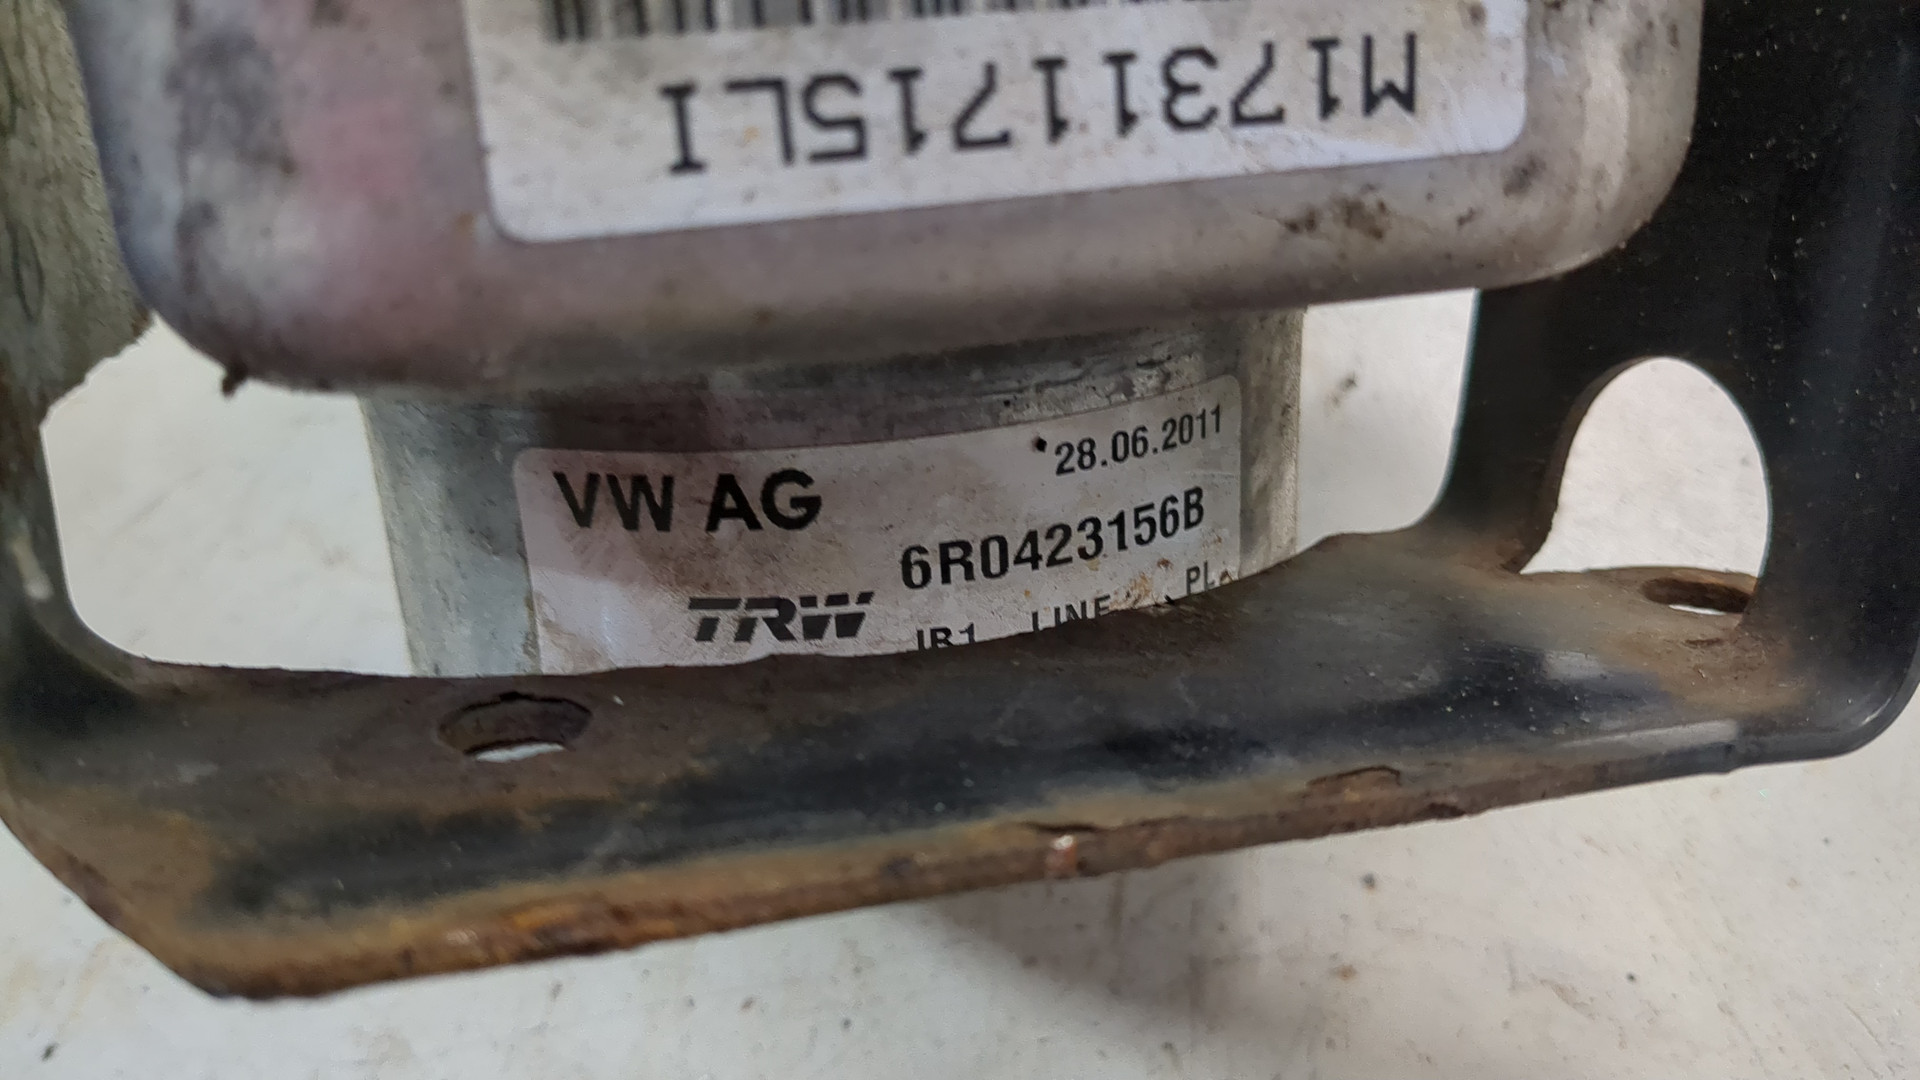 M17311715LI
28.06.2011
VW AG
6R0423156B
TRW
LINE